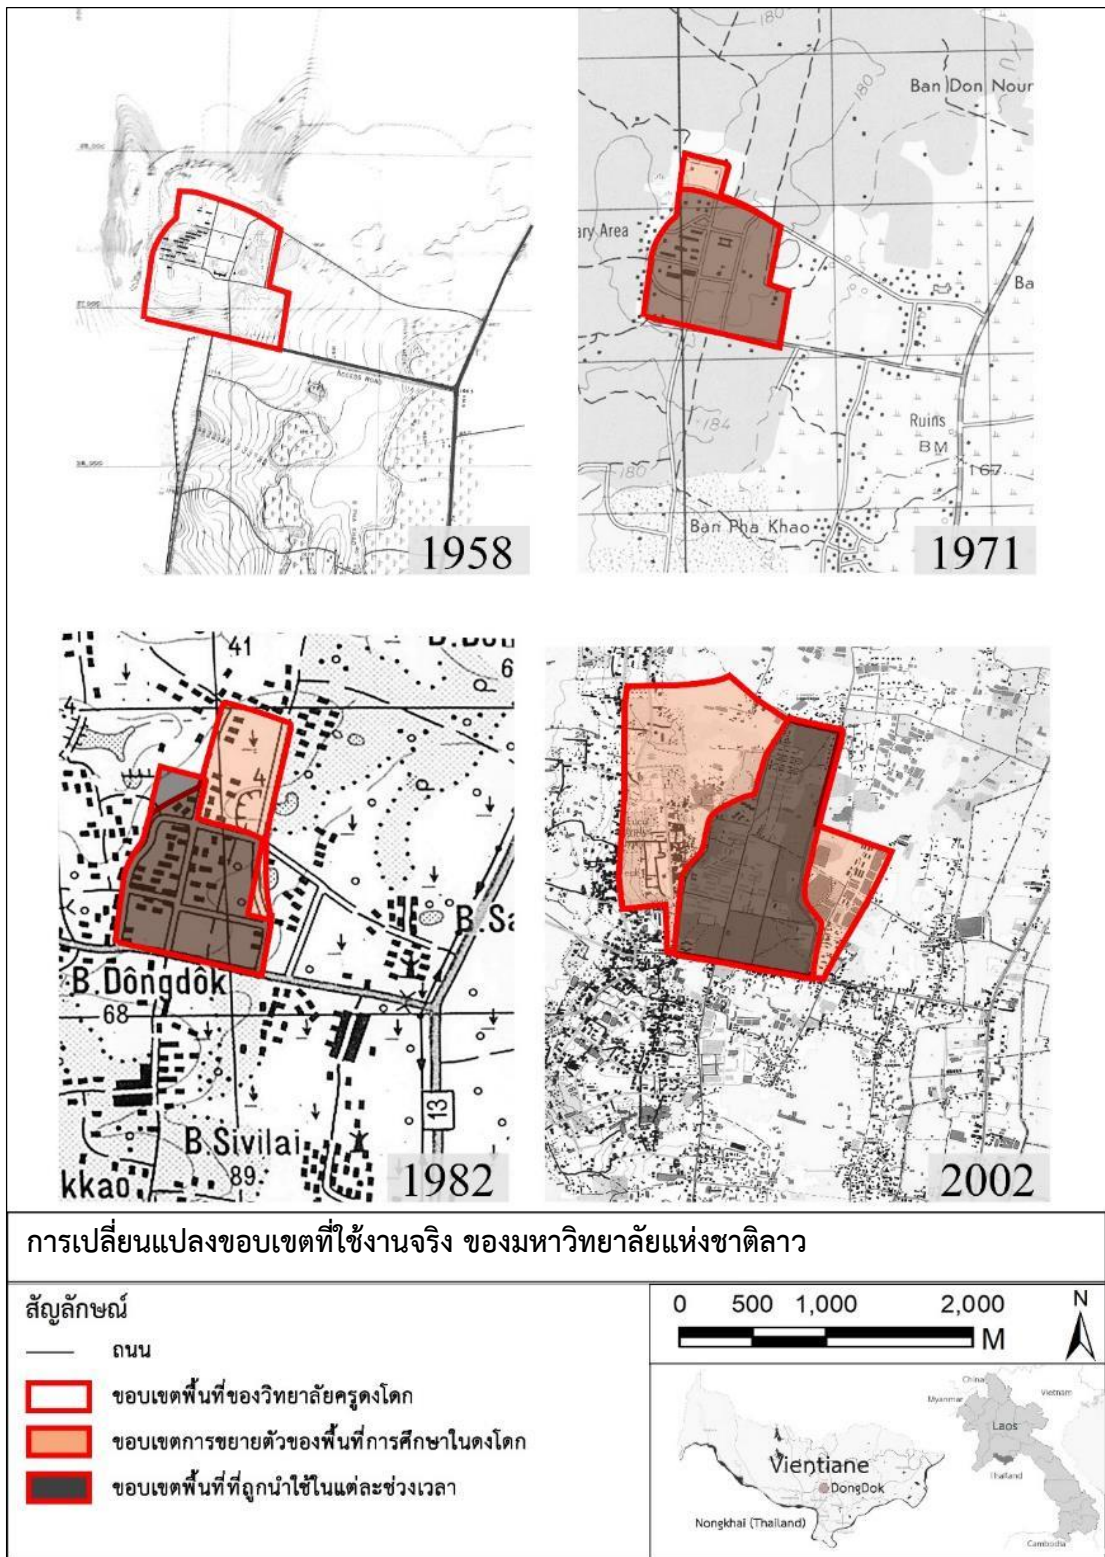 180
180
Ban Don Nour
ary Area
ACCESS ROAD
Ba
184
Ruins
BM
167
180
B PHA KHAO
Ban Pha Khao
1958
1971
41
6
4
4
B.Sa
B.Dôngdôk
68
13
B.Sivilai
kkao
89
1982
2002
การเปลี่ยนแปลงขอบเขตที่ใช้งานจริง ของมหาวิทยาลัยแห่งชาติลาว
สัญลักษณ์
ถนน
ขอบเขตพื้นที่ของวิทยาลัยครูดงโดก
ขอบเขตการขยายตัวของพื้นที่การศึกษาในดงโดก
ขอบเขตพื้นที่ที่ถูกนำใช้ในแต่ละช่วงเวลา
0 500 1,000 2,000
M
N
China
Myanmar
Vietnam
Laos
Thailand
Cambodia
Vientiane
DongDok
Nongkhai (Thailand)